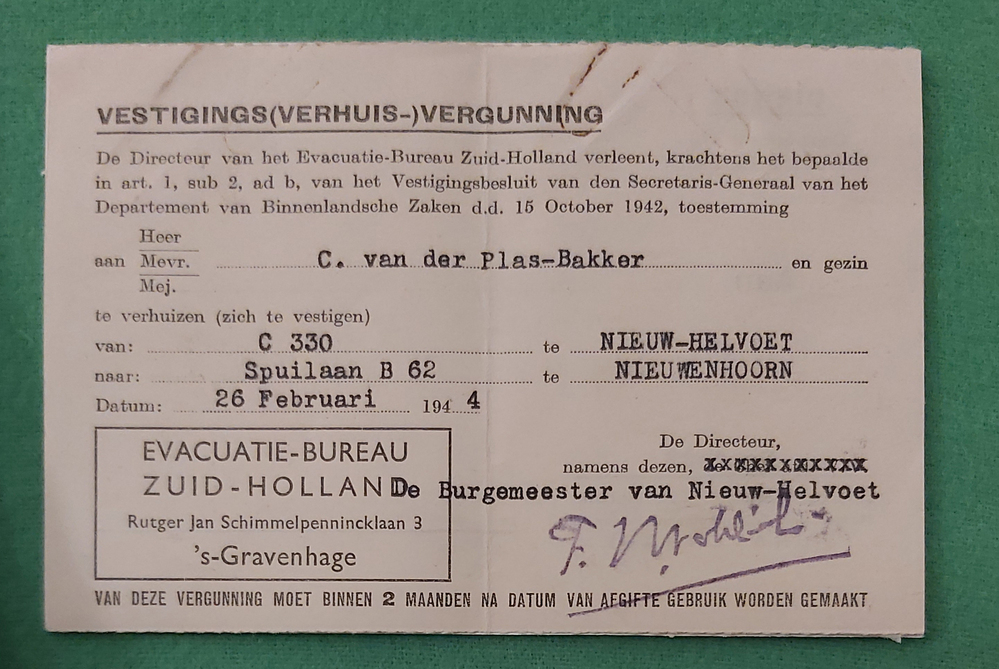 VESTIGINGS(VERHUIS-)VERGUNNING
De Directeur van het Evacuatie-Bureau Zuid-Holland verleent, krachtens het bepaalde
in art. 1, sub 2, ad b, van het Vestigingsbesluit van den Secretaris-Generaal van het
Departement van Binnenlandsche Zaken d.d. 15 October 1942, toestemming
Heer
aan Mevr. C. van der Plas-Bakker en gezin
Mej.
te verhuizen (zich te vestigen)
van: C 330 te NIEUW-HELVOET
naar: Spuilaan B 62 te NIEUWENHOORN
Datum: 26 Februari 194 4
De Directeur,
namens dezen,
De Burgemeester van Nieuw-Helvoet
EVACUATIE-BUREAU
ZUID-HOLLAND
Rutger Jan Schimmelpennincklaan 3
's-Gravenhage
VAN DEZE VERGUNNING MOET BINNEN 2 MAANDEN NA DATUM VAN AFGIFTE GEBRUIK WORDEN GEMAAKT